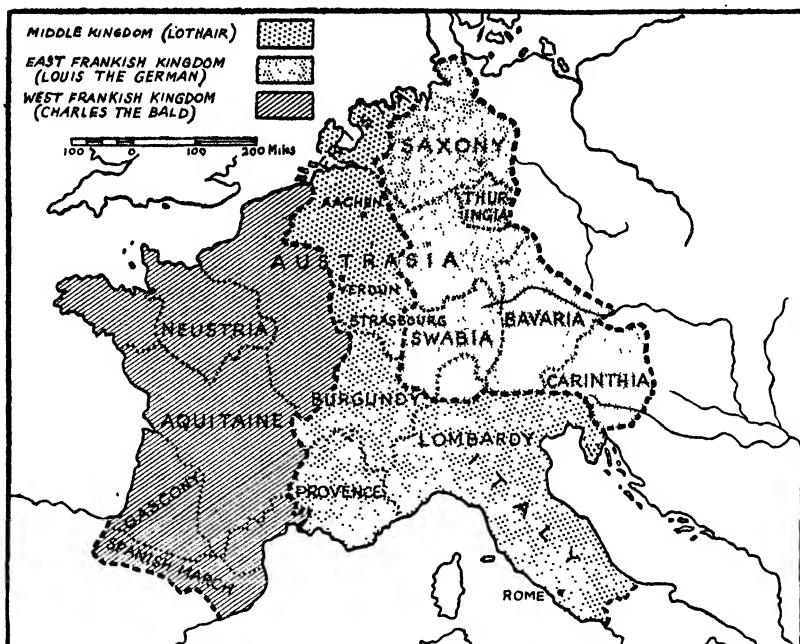 MIDDLE KINGDOM (LOTHAIR)
EAST FRANKISH KINGDOM
(LOUIS THE GERMAN)
WEST FRANKISH KINGDOM
(CHARLES THE BALD)
100 0 100 200 Miles
SAXONY
THUR
INGIA
AACHEN
AUSTRASIA
VERDUN
STRASBOURG
NEUSTRIA
SWABIA
BAVARIA
CARINTHIA
BURGUNDY
AQUITAINE
LOMBARDY
ITALY
PROVENCE
GASCONY
SPANISH MARCH
ROME